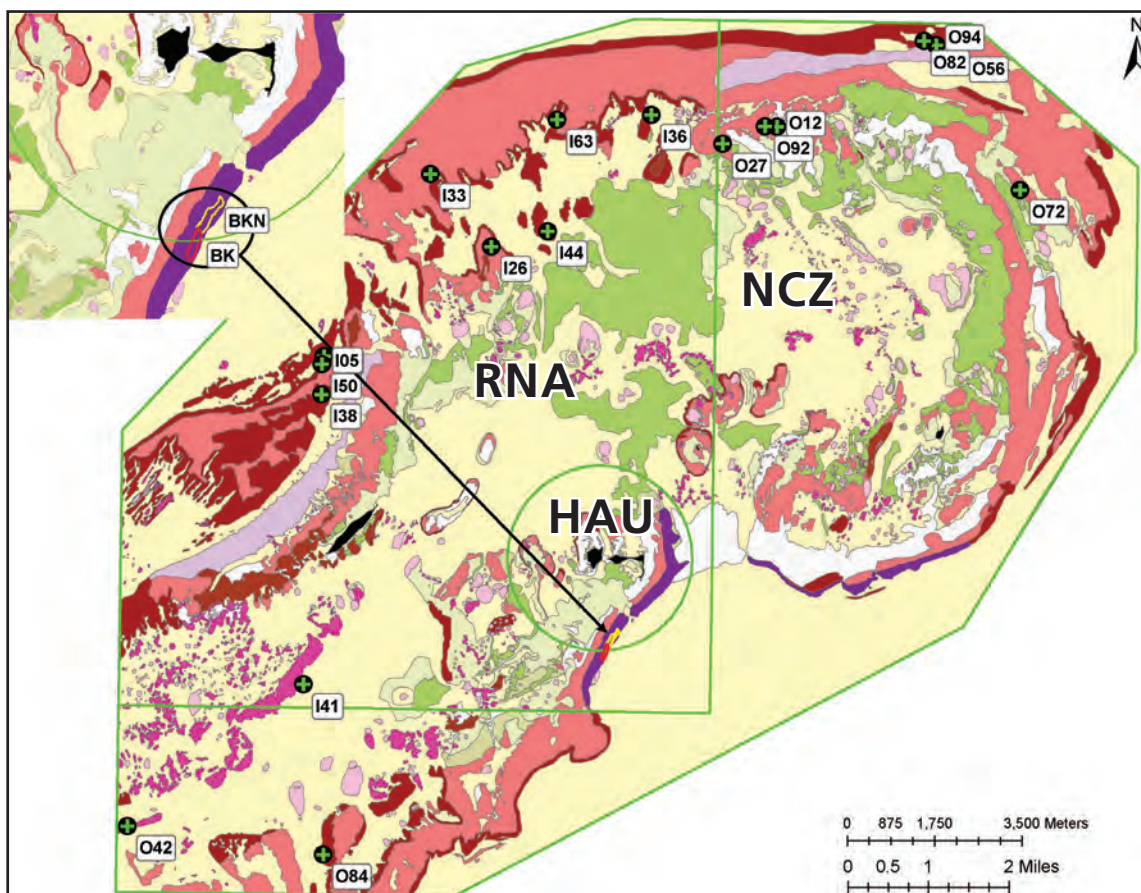 N
O94
O82
O56
I63
I36
O12
O92
O27
I33
O72
I44
I26
BKN
BK
NCZ
RNA
I05
I50
I38
HAU
I41
O42
O84
0 875 1,750 3,500 Meters
0 0.5 1 2 Miles